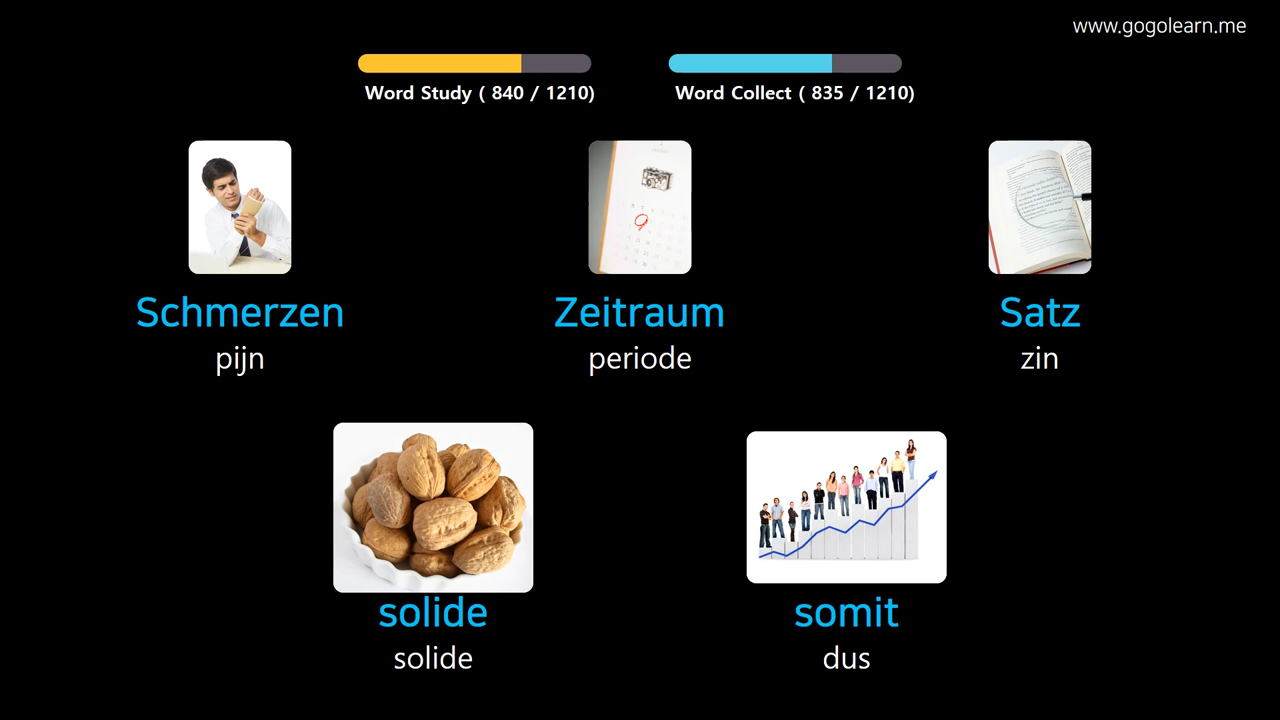 www.gogolearn.me
Word Study ( 840 / 1210)
Word Collect ( 835 / 1210)
Schmerzen
pijn
Zeitraum
periode
Satz
zin
solide
solide
somit
dus